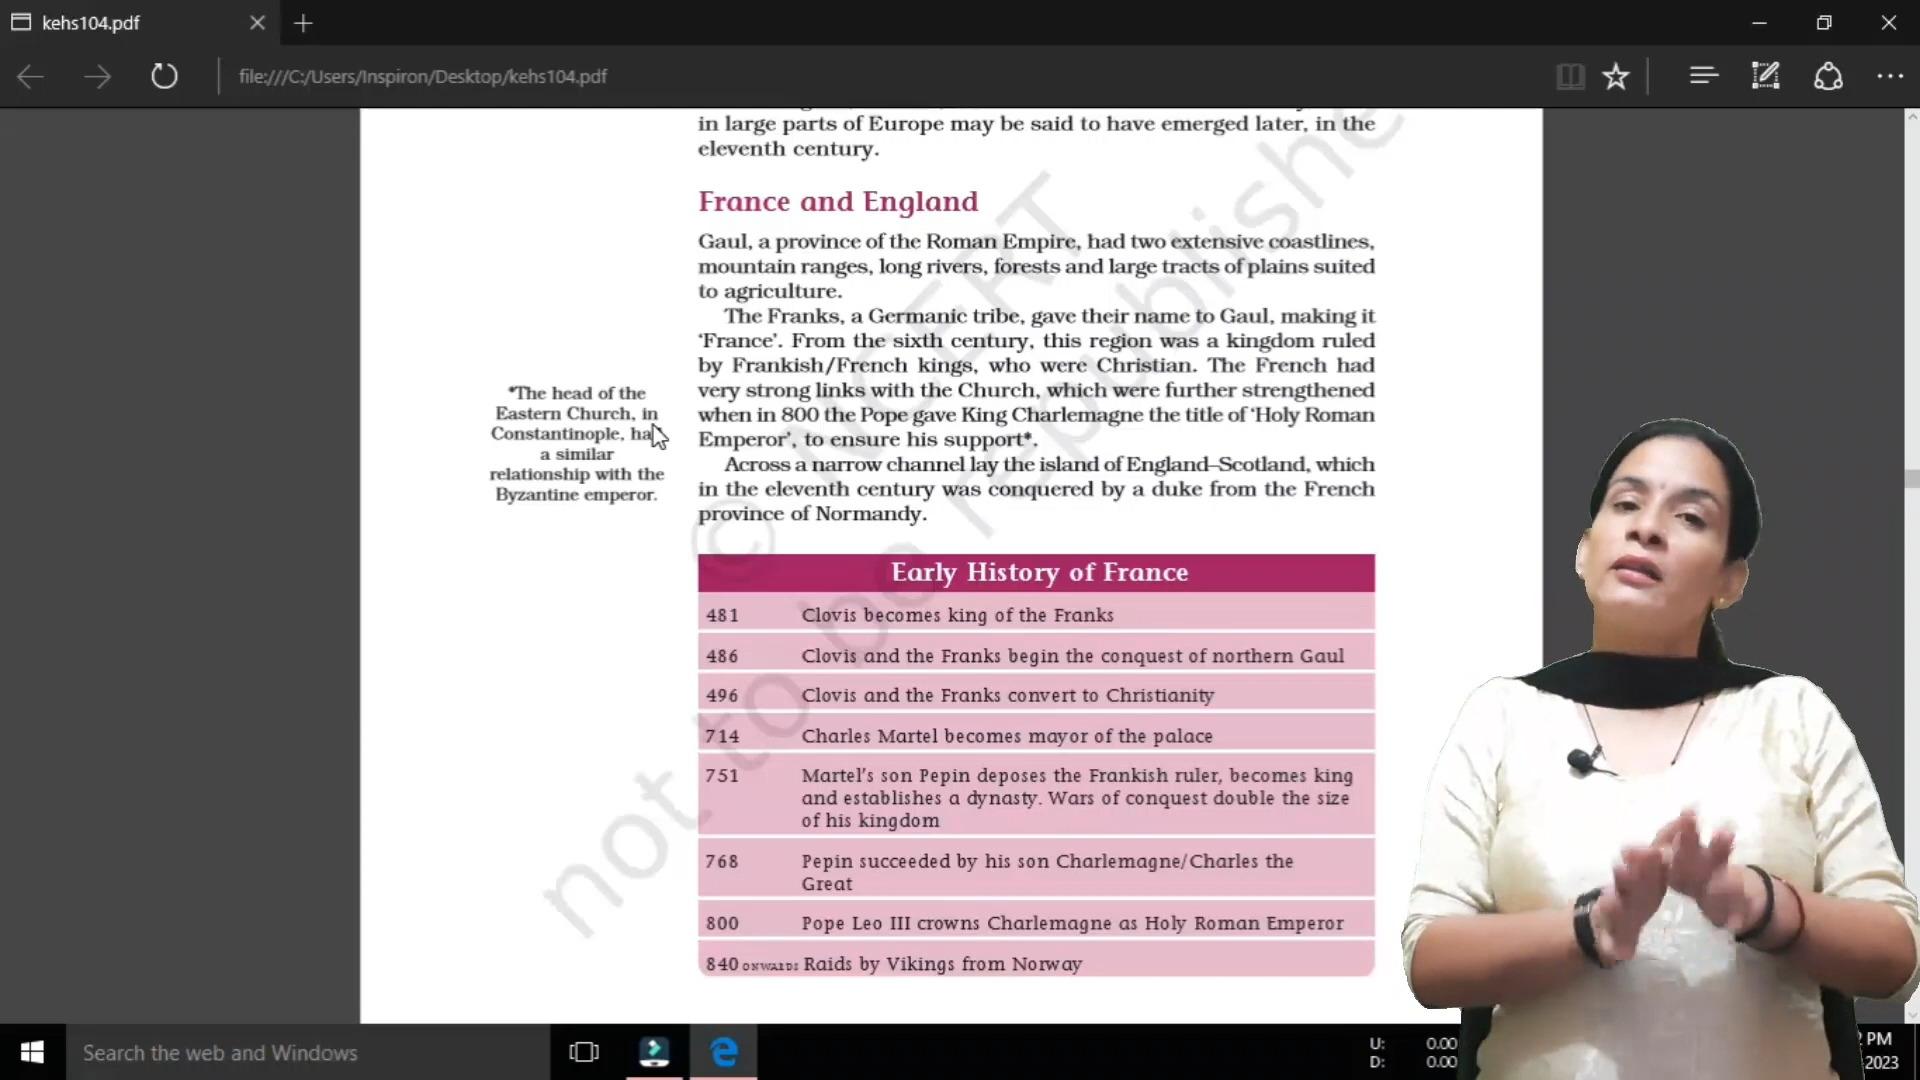 kehs104.pdf
file:///C:/Users/Inspiron/Desktop/kehs104.pdf
in large parts of Europe may be said to have emerged later, in the
eleventh century.
France and England
Gaul, a province of the Roman Empire, had two extensive coastlines,
mountain ranges, long rivers, forests and large tracts of plains suited
to agriculture.
The Franks, a Germanic tribe, gave their name to Gaul, making it
‘France’. From the sixth century, this region was a kingdom ruled
by Frankish/French kings, who were Christian. The French had
very strong links with the Church, which were further strengthened
when in 800 the Pope gave King Charlemagne the title of ‘Holy Roman
Emperor’, to ensure his support*.
Across a narrow channel lay the island of England–Scotland, which
in the eleventh century was conquered by a duke from the French
province of Normandy.
*The head of the
Eastern Church, in
Constantinople, ha
a similar
relationship with the
Byzantine emperor.
Early History of France
481 Clovis becomes king of the Franks
486 Clovis and the Franks begin the conquest of northern Gaul
496 Clovis and the Franks convert to Christianity
714 Charles Martel becomes mayor of the palace
751 Martel's son Pepin deposes the Frankish ruler, becomes king
and establishes a dynasty. Wars of conquest double the size
of his kingdom
768 Pepin succeeded by his son Charlemagne/Charles the
Great
800 Pope Leo III crowns Charlemagne as Holy Roman Emperor
840 ONWARDS Raids by Vikings from Norway
© NCERT
not to be republishe
Search the web and Windows
U: 0.00
D: 0.00
PM
2023